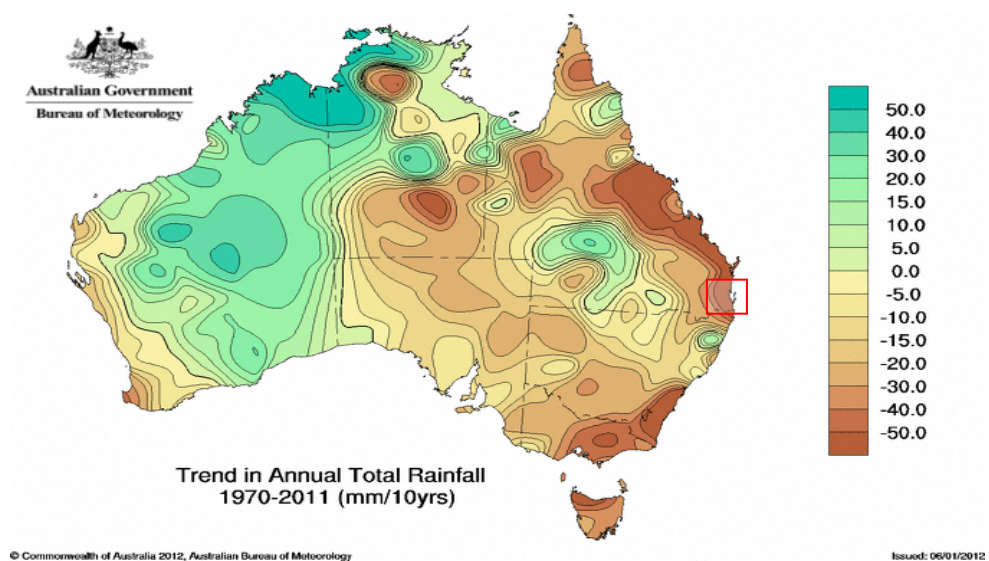 Australian Government
Bureau of Meteorology
50.0
40.0
30.0
20.0
15.0
10.0
5.0
0.0
-5.0
-10.0
-15.0
-20.0
-30.0
-40.0
-50.0
Trend in Annual Total Rainfall
1970-2011 (mm/10yrs)
© Commonwealth of Australia 2012, Australian Bureau of Meteorology
Issued: 06/01/2012